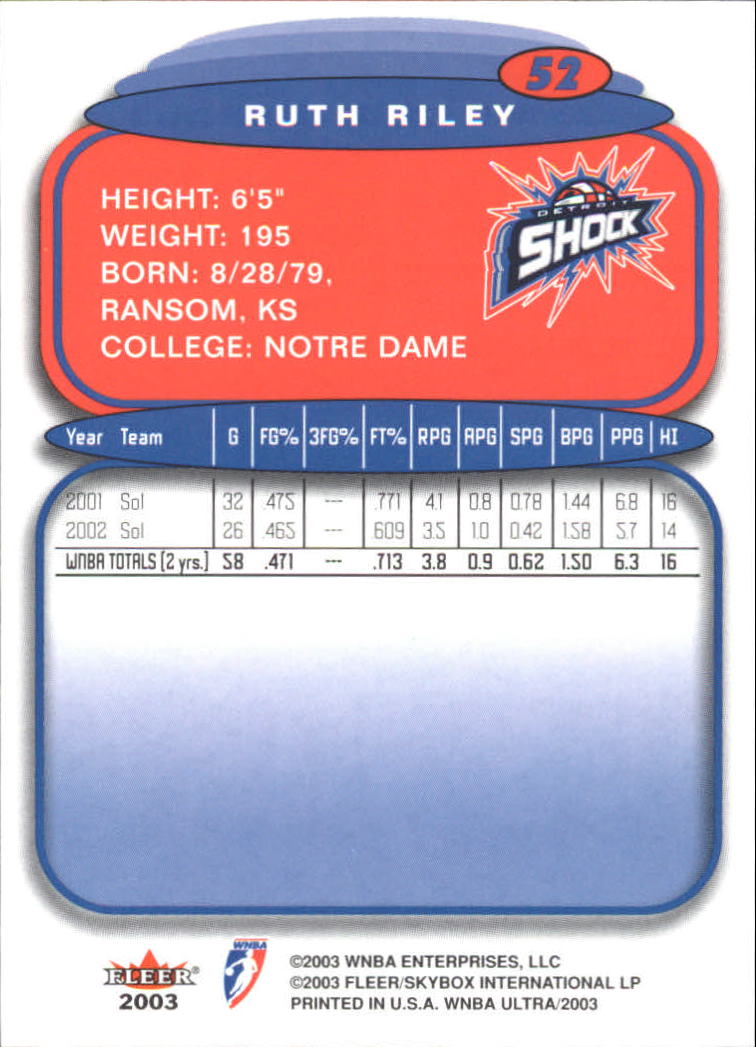 52
RUTH RILEY
HEIGHT: 6'5"
WEIGHT: 195
BORN: 8/28/79,
RANSOM, KS
COLLEGE: NOTRE DAME
DETROIT
SHOCK
Year Team G FG% 3FG% FT% RPG APG SPG BPG PPG HI
2001 Sol 32 .475 --- .771 4.1 0.8 0.78 1.44 6.8 16
2002 Sol 26 .465 --- .609 3.5 1.0 0.42 1.58 5.7 14
WNBA TOTALS (2 yrs.) 58 .471 --- .713 3.8 0.9 0.62 1.50 6.3 16
FLEER®
2003
WNBA
©2003 WNBA ENTERPRISES, LLC
©2003 FLEER/SKYBOX INTERNATIONAL LP
PRINTED IN U.S.A. WNBA ULTRA/2003